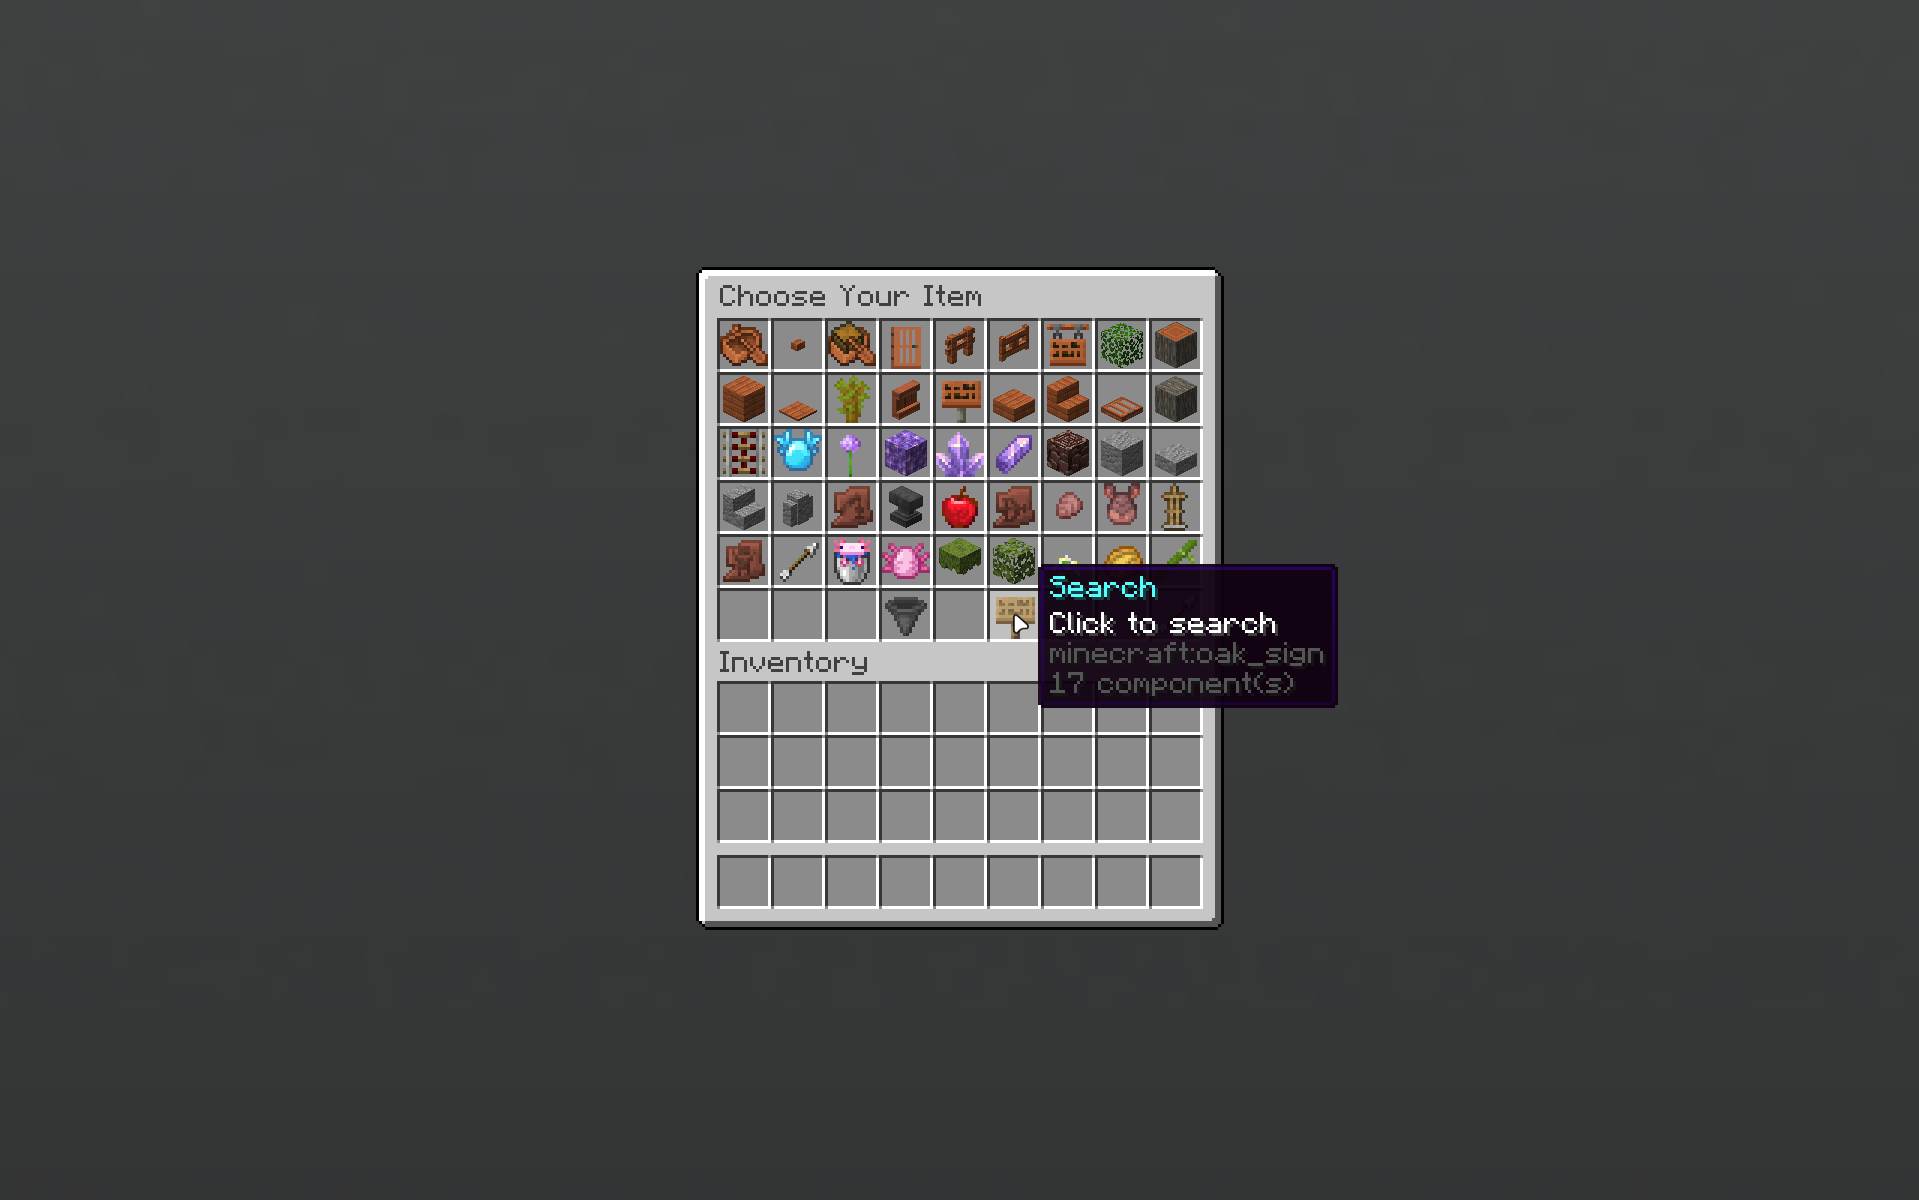 Choose Your Item
Search
Click to search
minecraft:oak_sign
17 component(s)
Inventory